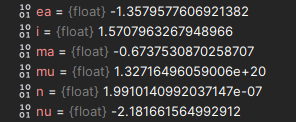 ea = {float} -1.3579577606921382
i = {float} 1.5707963267948966
ma = {float} -0.6737530870258707
mu = {float} 1.32716496059006e+20
n = {float} 1.9910140992037147e-07
nu = {float} -2.181661564992912